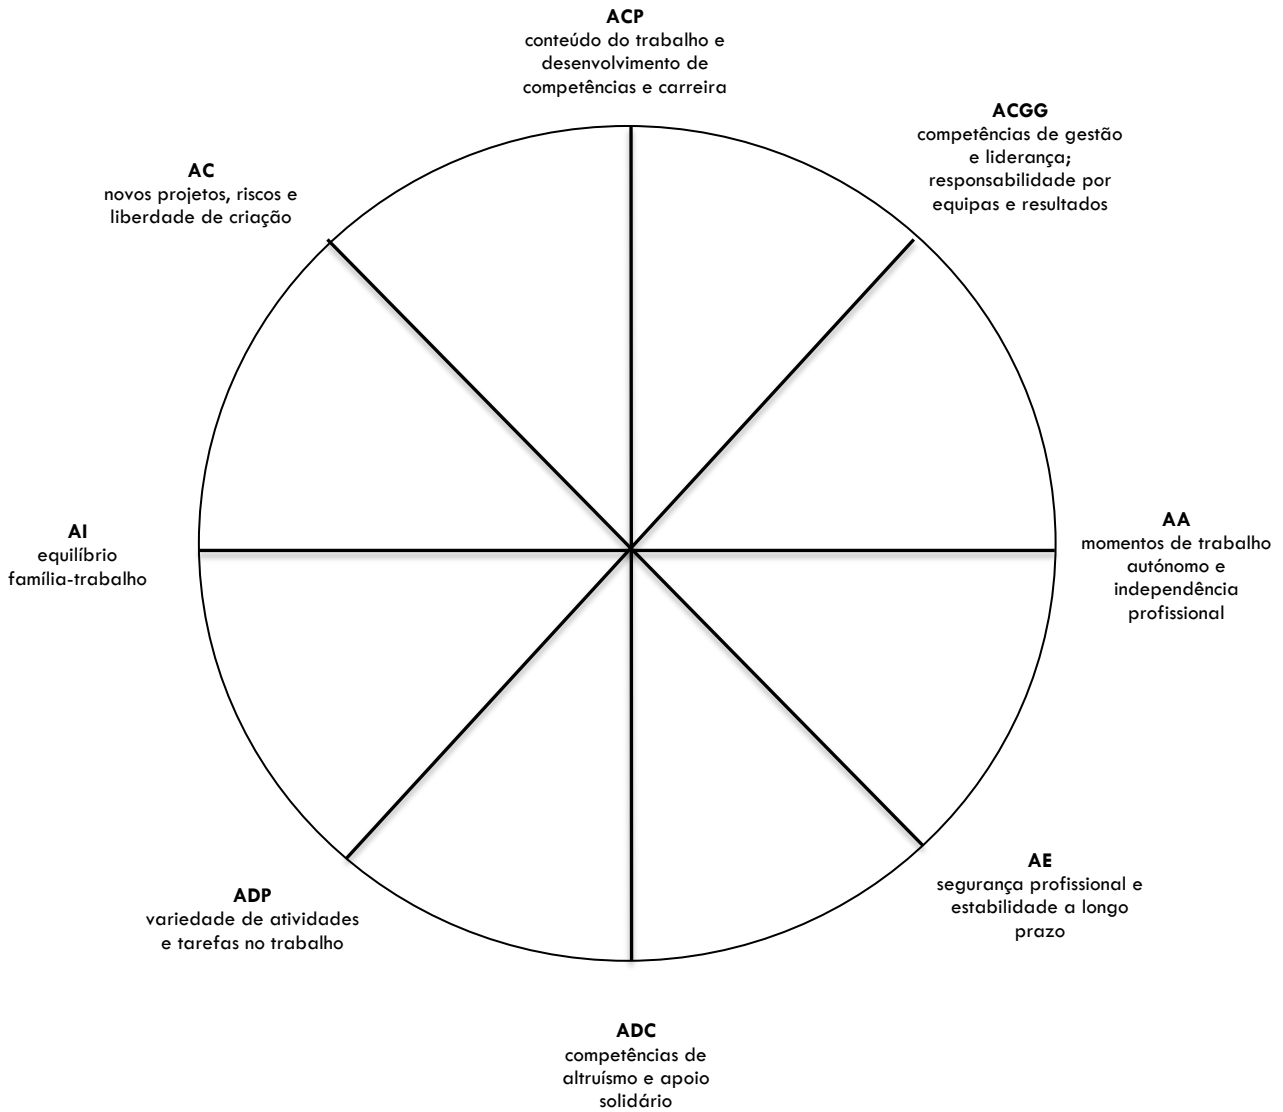 ACP
conteúdo do trabalho e
desenvolvimento de
competências e carreira
ACGG
competências de gestão
e liderança;
responsabilidade por
equipas e resultados
AC
novos projetos, riscos e
liberdade de criação
AA
momentos de trabalho
autónomo e
independência
profissional
AI
equilíbrio
família-trabalho
AE
segurança profissional e
estabilidade a longo
prazo
ADP
variedade de atividades
e tarefas no trabalho
ADC
competências de
altruísmo e apoio
solidário